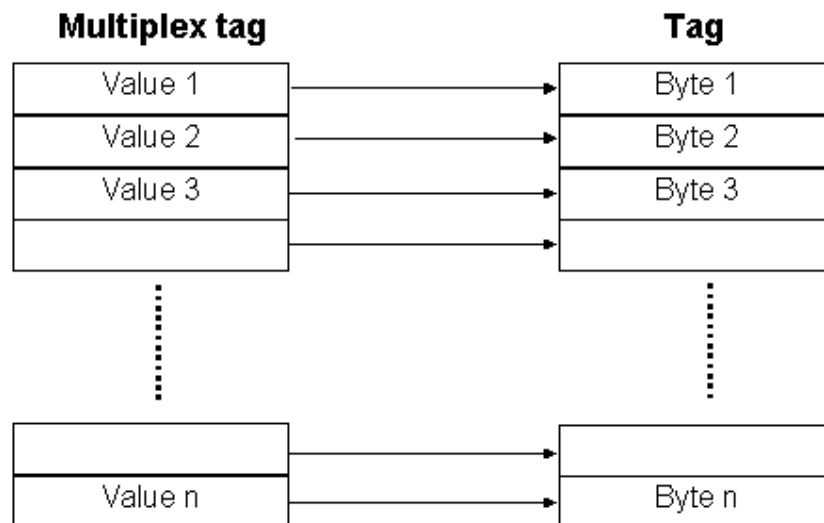 Multiplex tag
Tag
Value 1
Byte 1
Value 2
Byte 2
Value 3
Byte 3
Value n
Byte n